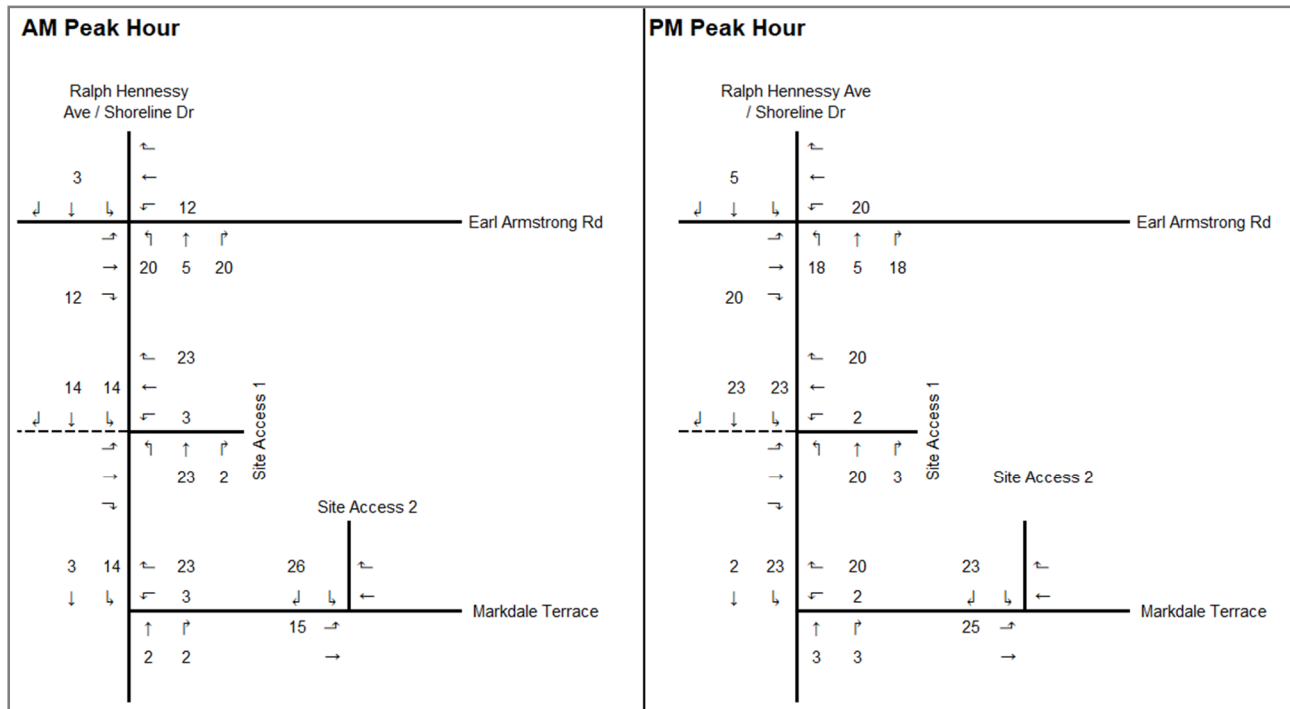 AM Peak Hour
Ralph Hennessy
Ave / Shoreline Dr
3
12
Earl Armstrong Rd
20 5 20
12
23
14 14
3
Site Access 1
23 2
Site Access 2
3 14 23 26
3
Markdale Terrace
15
2 2
PM Peak Hour
Ralph Hennessy Ave
/ Shoreline Dr
5
20
Earl Armstrong Rd
18 5 18
20
20
23 23
2
Site Access 1
20 3
Site Access 2
2 23 20 23
2
Markdale Terrace
25
3 3